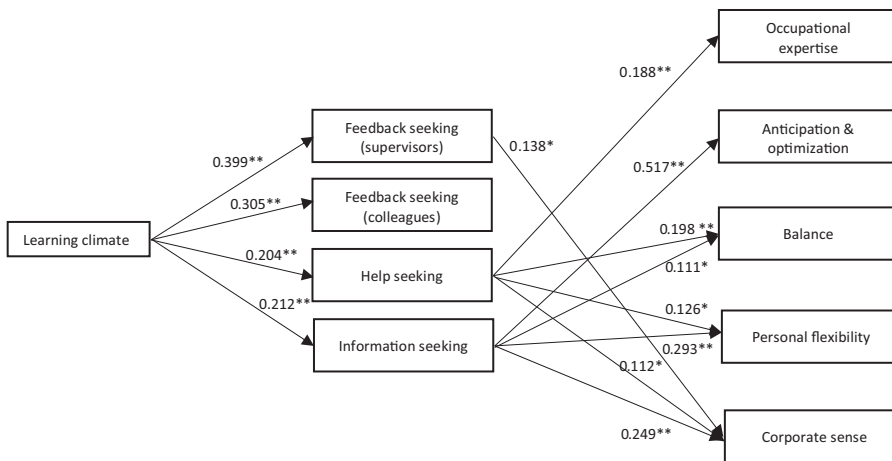 Occupational
expertise
0.188**
Feedback seeking
(supervisors)
0.138*
Anticipation &
optimization
0.399**
0.517**
Feedback seeking
(colleagues)
0.305**
Learning climate
0.198 **
Balance
0.204**
Help seeking
0.111*
0.212**
0.126*
Personal flexibility
Information seeking
0.293**
0.112*
0.249**
Corporate sense